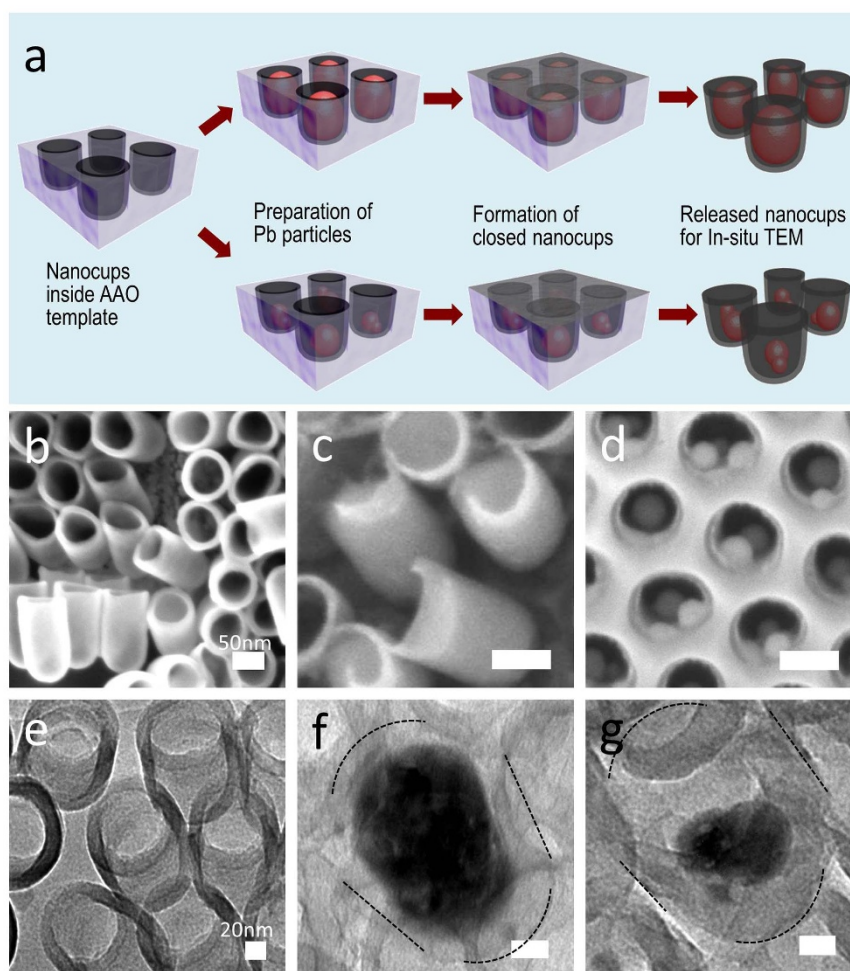 a
Preparation of
Pb particles
Formation of
closed nanocups
Released nanocups
for In-situ TEM
Nanocups
inside AAO
template
b
50nm
c
d
e
20nm
f
g